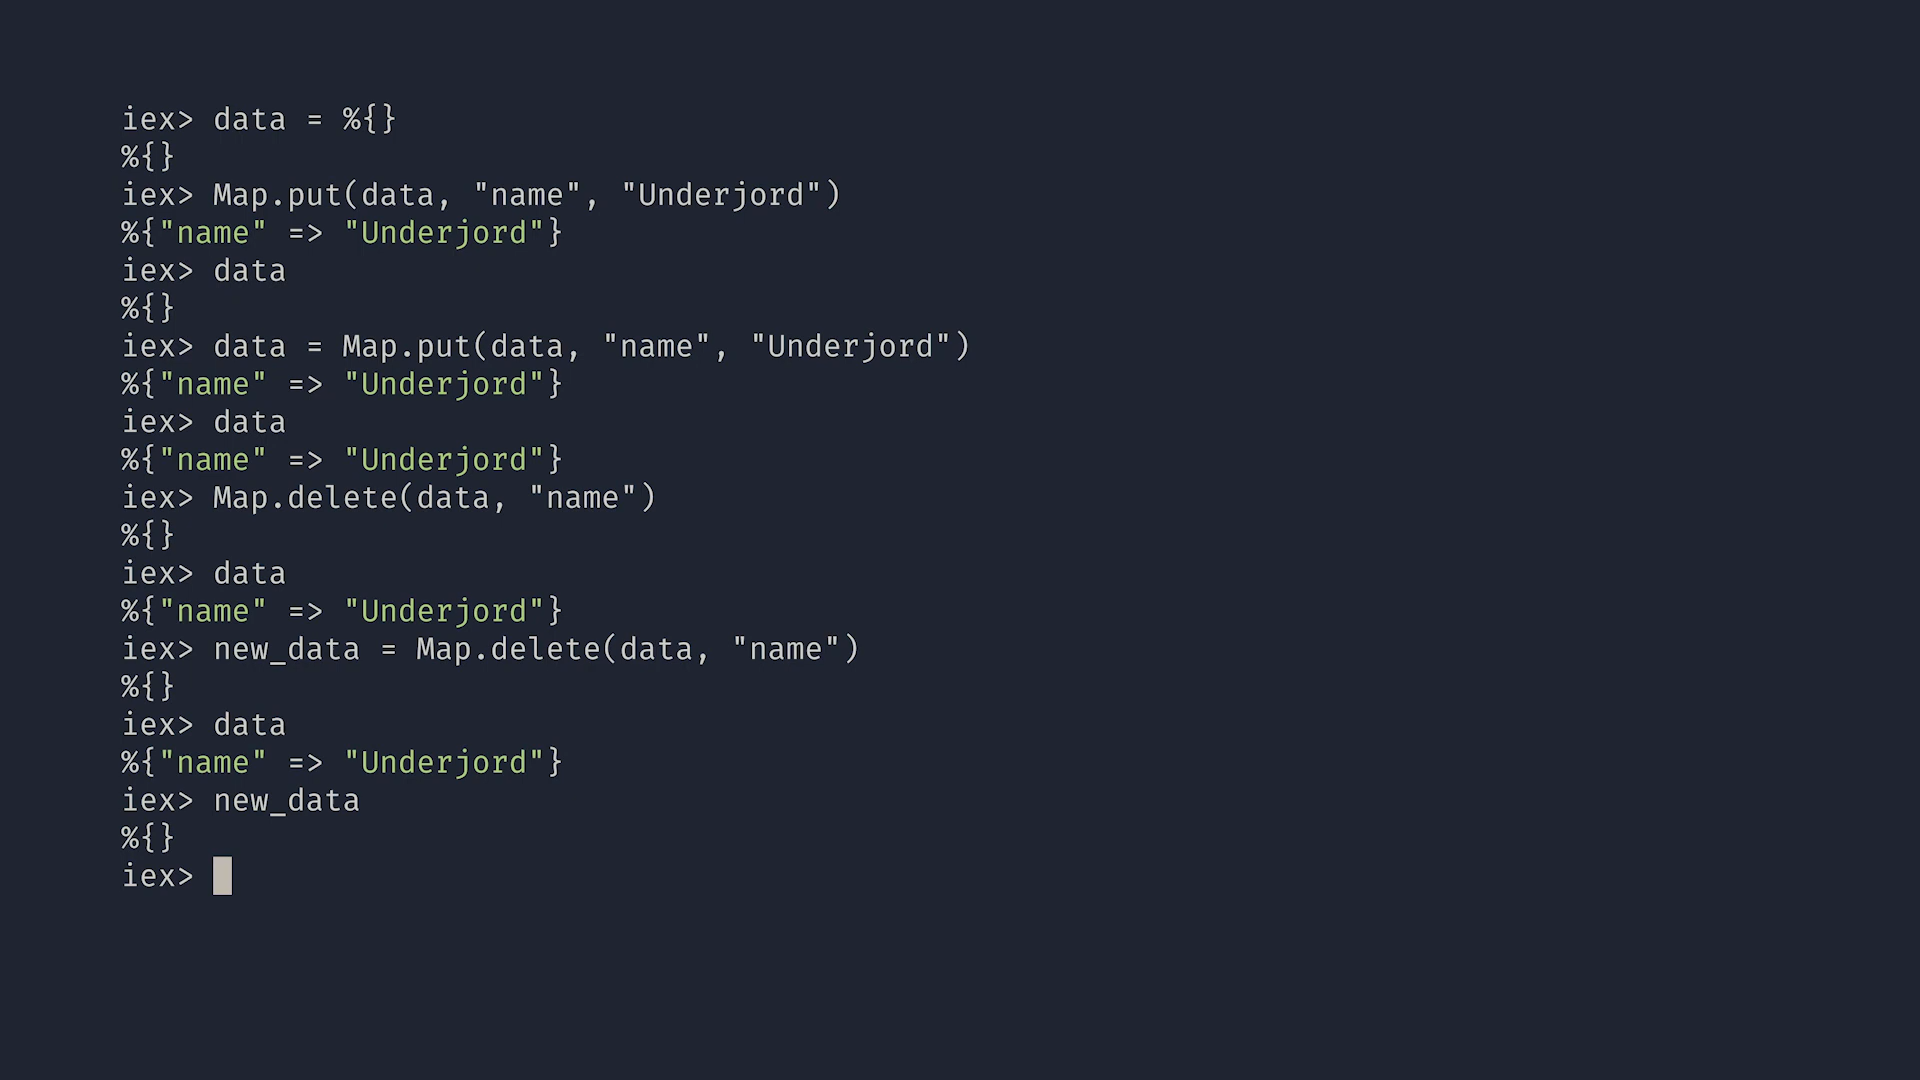 iex> data = %{}
%{}
iex> Map.put(data, "name", "Underjord")
%{"name" => "Underjord"}
iex> data
%{}
iex> data = Map.put(data, "name", "Underjord")
%{"name" => "Underjord"}
iex> data
%{"name" => "Underjord"}
iex> Map.delete(data, "name")
%{}
iex> data
%{"name" => "Underjord"}
iex> new_data = Map.delete(data, "name")
%{}
iex> data
%{"name" => "Underjord"}
iex> new_data
%{}
iex>